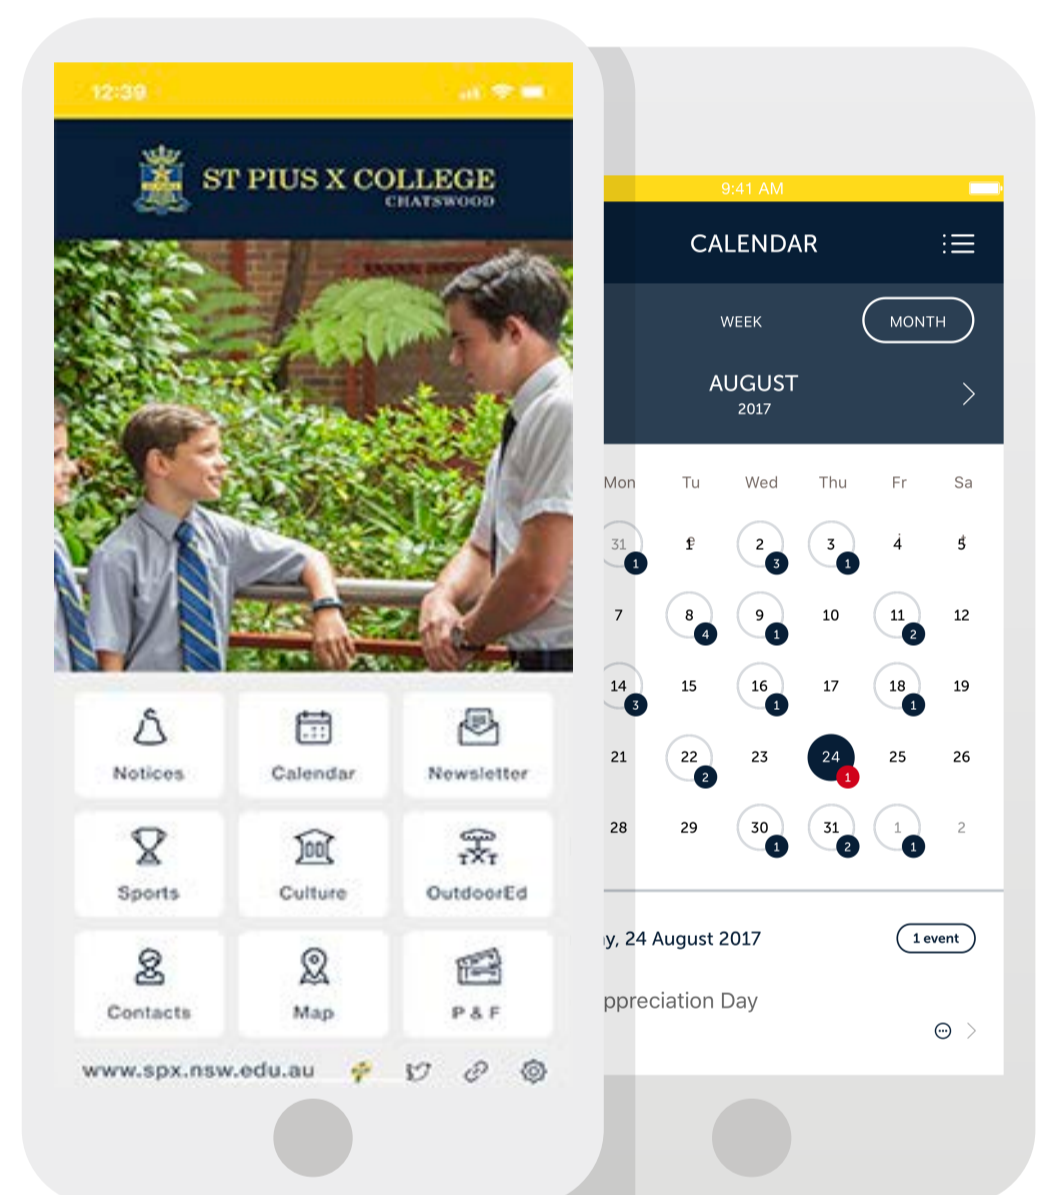 12:39
ST PIUS X COLLEGE
CHATSWOOD
Notices Calendar Newsletter
Sports Culture OutdoorEd
Contacts Map P & F
www.spx.nsw.edu.au
9:41 AM
CALENDAR
WEEK MONTH
AUGUST
2017
Mon Tu Wed Thu Fr Sa
31 1 1 2 3 3 1 4 5
7 8 4 9 1 10 11 2 12
14 3 15 16 1 17 18 1 19
21 22 2 23 24 1 25 26
28 29 30 1 31 2 1 1 2
y, 24 August 2017 1 event
ppreciation Day